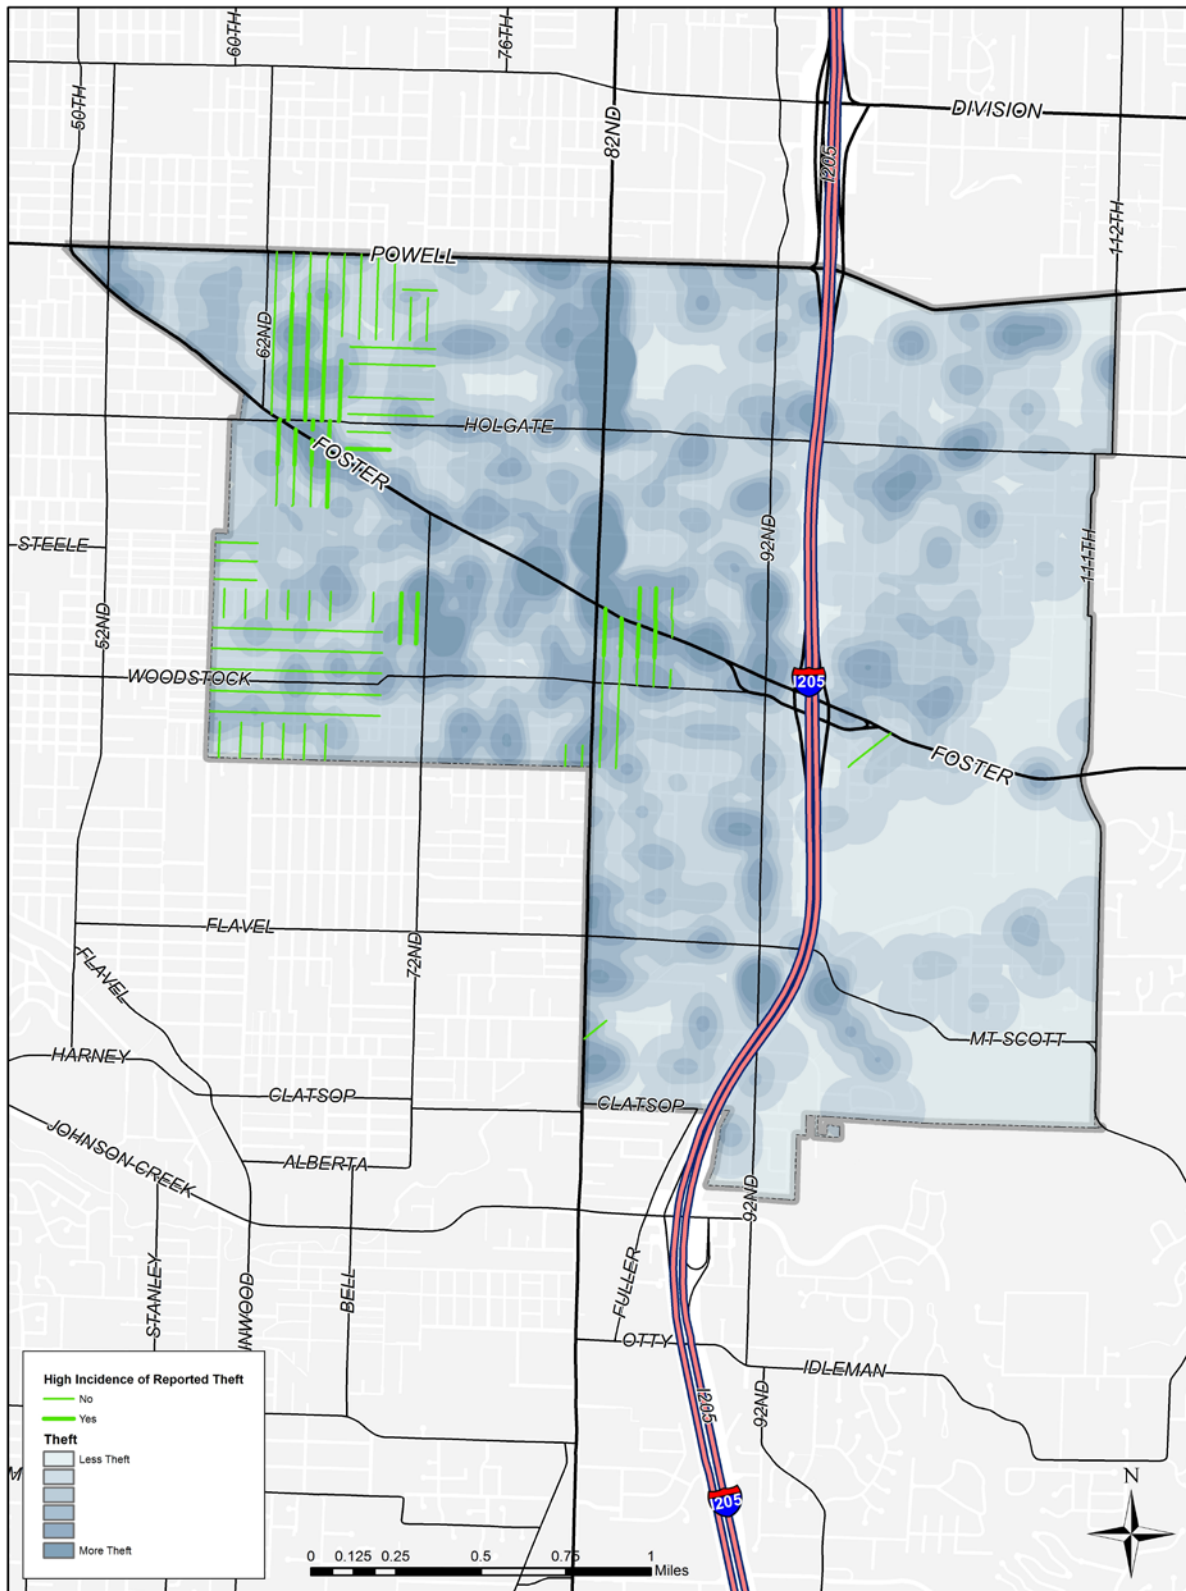 60TH
76TH
50TH
82ND
DIVISION
I205
112TH
POWELL
62ND
HOLGATE
FOSTER
92ND
STEELE
111TH
52ND
WOODSTOCK
I205
FOSTER
FLAVEL
72ND
FLAVEL
MT SCOTT
HARNEY
CLATSOP
CLATSOP
JOHNSON CREEK
ALBERTA
92ND
STANLEY
INWOOD
BELL
FULLER
OTTY
IDLEMAN
High Incidence of Reported Theft
No
Yes
Theft
Less Theft
More Theft
M
I205
92ND
I205
N
0 0.125 0.25 0.5 0.75 1
Miles